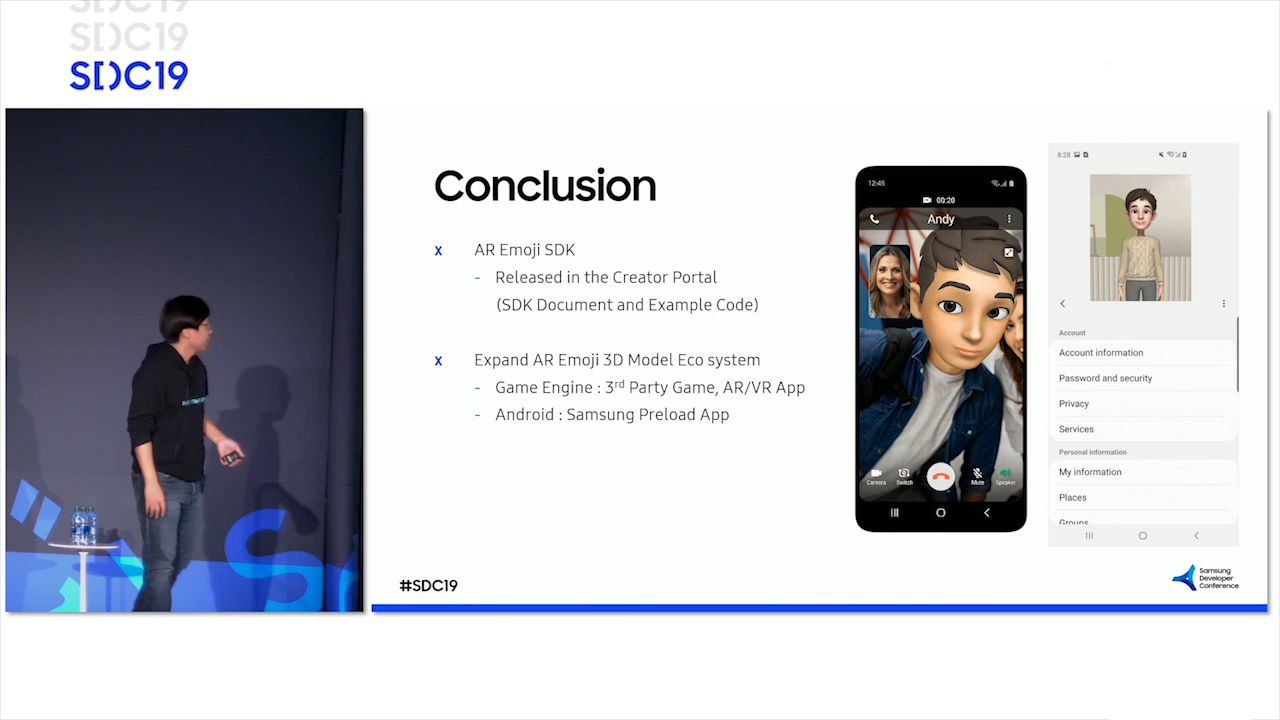 SDC19
SDC19
SDC19
Conclusion
x AR Emoji SDK
- Released in the Creator Portal
(SDK Document and Example Code)
x Expand AR Emoji 3D Model Eco system
- Game Engine : 3rd Party Game, AR/VR App
- Android : Samsung Preload App
12:45
00:20
Andy
Camera
Switch
Mute
Speaker
8:28
Account
Account information
Password and security
Privacy
Services
Personal information
My information
Places
Groups
#SDC19
Samsung
Developer
Conference